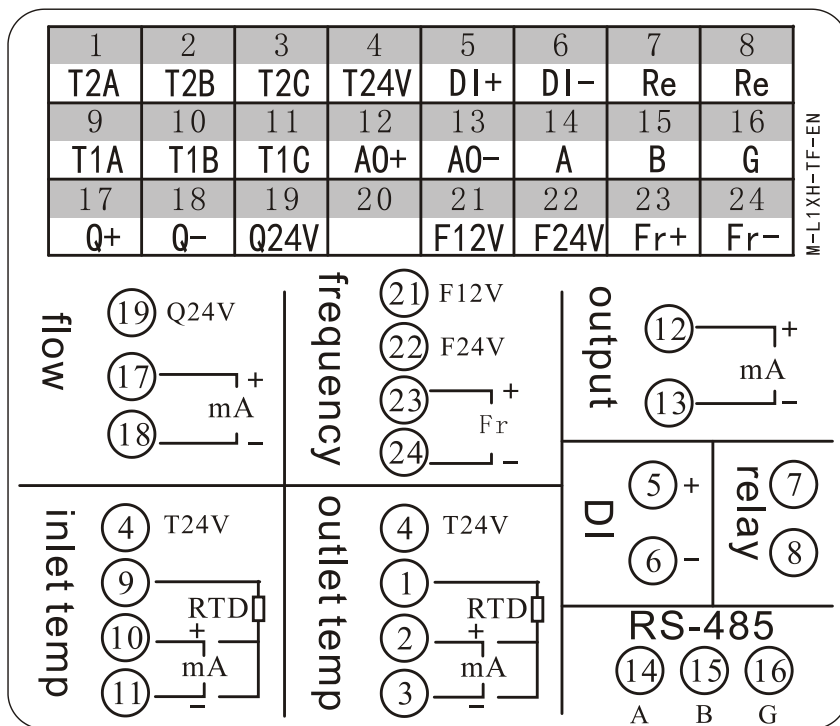 1 2 3 4 5 6 7 8
T2A T2B T2C T24V DI+ DI- Re Re
9 10 11 12 13 14 15 16
T1A T1B T1C AO+ AO- A B G
17 18 19 20 21 22 23 24
Q+ Q- Q24V F12V F24V Fr+ Fr-
M-L1XH-TF-EN
flow
19 Q24V
17 +
mA
18 -
frequency
21 F12V
22 F24V
23 +
Fr
24 -
output
12 +
mA
13 -
inlet temp
4 T24V
9
RTD
10 +
mA
11 -
outlet temp
4 T24V
1
RTD
2 +
mA
3 -
DI
5 +
6 -
relay
7
8
RS-485
14 15 16
A B G